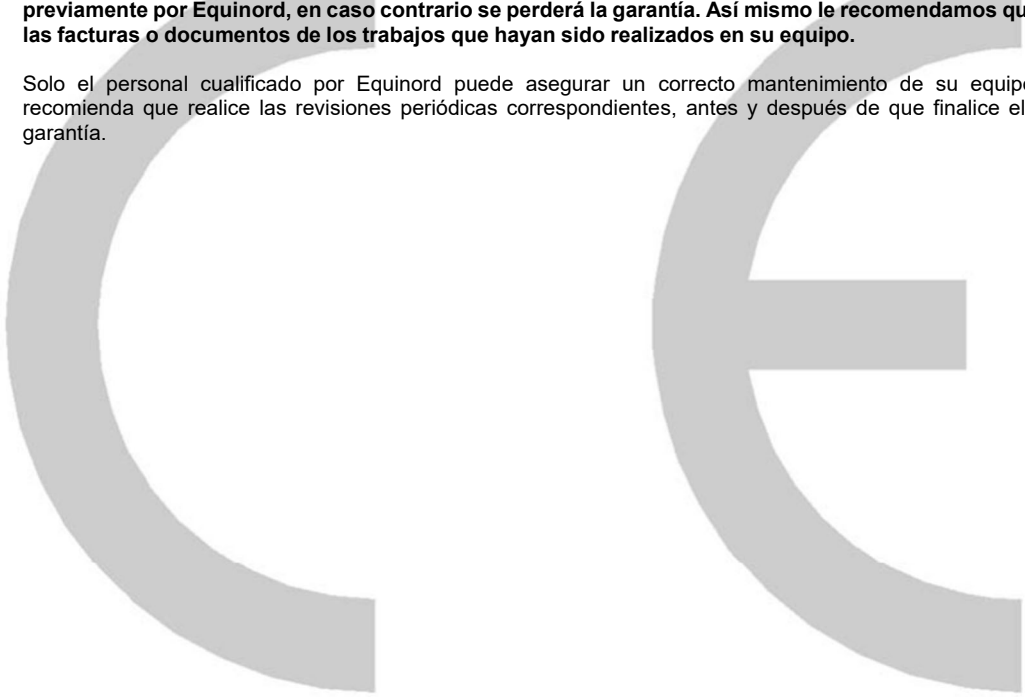 previamente por Equinord, en caso contrario se perderá la garantía. Así mismo le recomendamos qu
las facturas o documentos de los trabajos que hayan sido realizados en su equipo.
Solo el personal cualificado por Equinord puede asegurar un correcto mantenimiento de su equip
recomienda que realice las revisiones periódicas correspondientes, antes y después de que finalice el
garantía.
CE